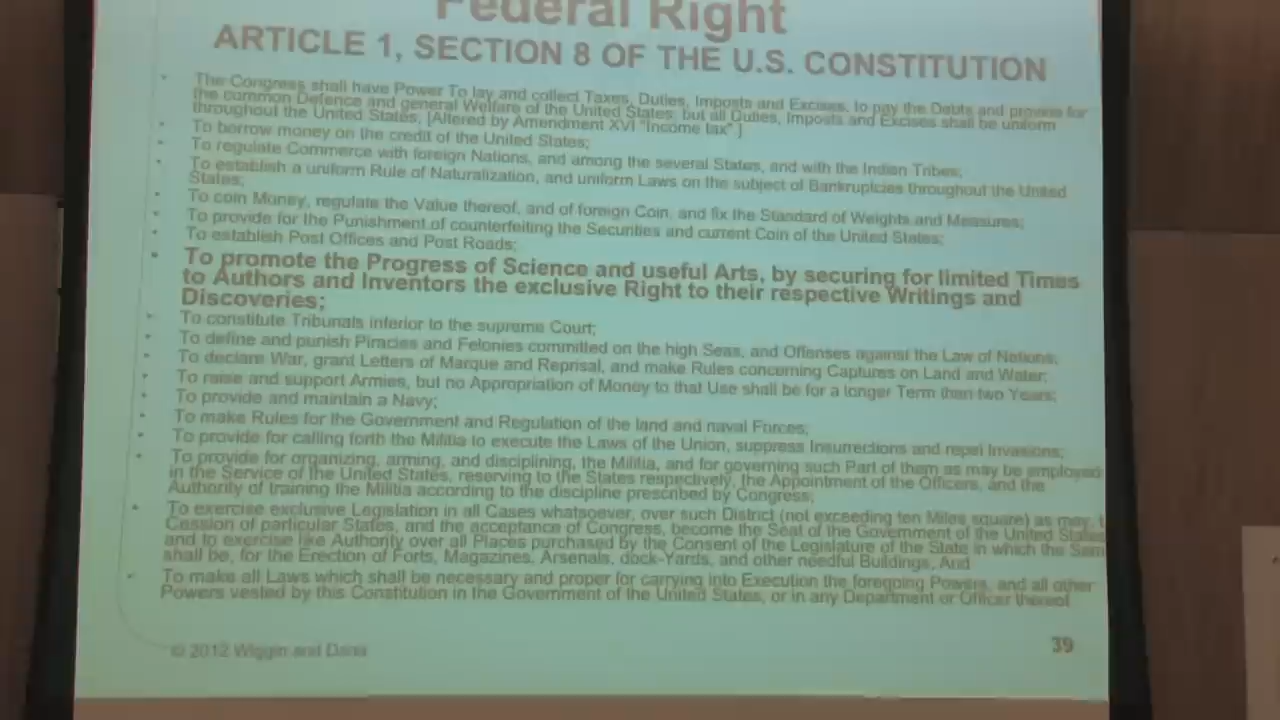 Federal Right
ARTICLE 1, SECTION 8 OF THE U.S. CONSTITUTION
• The Congress shall have Power To lay and collect Taxes, Duties, Imposts and Excises, to pay the Debts and provide for
the common Defence and general Welfare of the United States; but all Duties, Imposts and Excises shall be uniform
throughout the United States; [Altered by Amendment XVI "Income tax".]
• To borrow money on the credit of the United States;
• To regulate Commerce with foreign Nations, and among the several States, and with the Indian Tribes;
• To establish a uniform Rule of Naturalization, and uniform Laws on the subject of Bankruptcies throughout the United
States;
• To coin Money, regulate the Value thereof, and of foreign Coin, and fix the Standard of Weights and Measures;
• To provide for the Punishment of counterfeiting the Securities and current Coin of the United States;
• To establish Post Offices and Post Roads;
• To promote the Progress of Science and useful Arts, by securing for limited Times
to Authors and Inventors the exclusive Right to their respective Writings and
Discoveries;
• To constitute Tribunals inferior to the supreme Court;
• To define and punish Piracies and Felonies committed on the high Seas, and Offenses against the Law of Nations;
• To declare War, grant Letters of Marque and Reprisal, and make Rules concerning Captures on Land and Water;
• To raise and support Armies, but no Appropriation of Money to that Use shall be for a longer Term than two Years;
• To provide and maintain a Navy;
• To make Rules for the Government and Regulation of the land and naval Forces;
• To provide for calling forth the Militia to execute the Laws of the Union, suppress Insurrections and repel Invasions;
• To provide for organizing, arming, and disciplining, the Militia, and for governing such Part of them as may be employed
in the Service of the United States, reserving to the States respectively, the Appointment of the Officers, and the
Authority of training the Militia according to the discipline prescribed by Congress;
• To exercise exclusive Legislation in all Cases whatsoever, over such District (not exceeding ten Miles square) as may,
Cession of particular States, and the acceptance of Congress, become the Seat of the Government of the United States
and to exercise like Authority over all Places purchased by the Consent of the Legislature of the State in which the Sam
shall be, for the Erection of Forts, Magazines, Arsenals, dock-Yards, and other needful Buildings, And
• To make all Laws which shall be necessary and proper for carrying into Execution the foregoing Powers, and all other
Powers vested by this Constitution in the Government of the United States, or in any Department or Officer thereof
© 2012 Wiggin and Dana
39